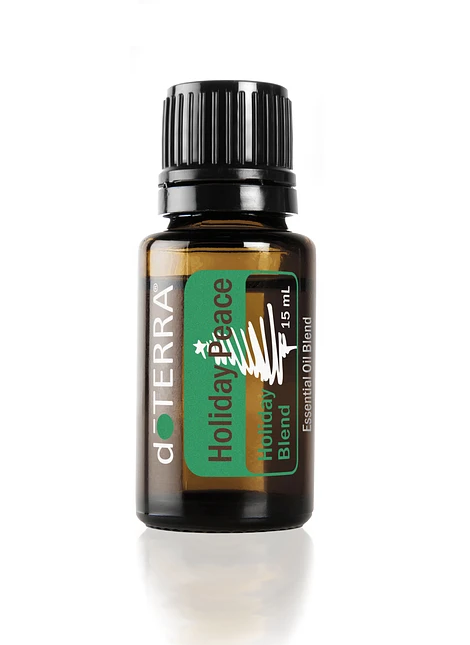 dōTERRA®
Holiday Peace
Holiday
Blend
15 mL
Essential Oil Blend